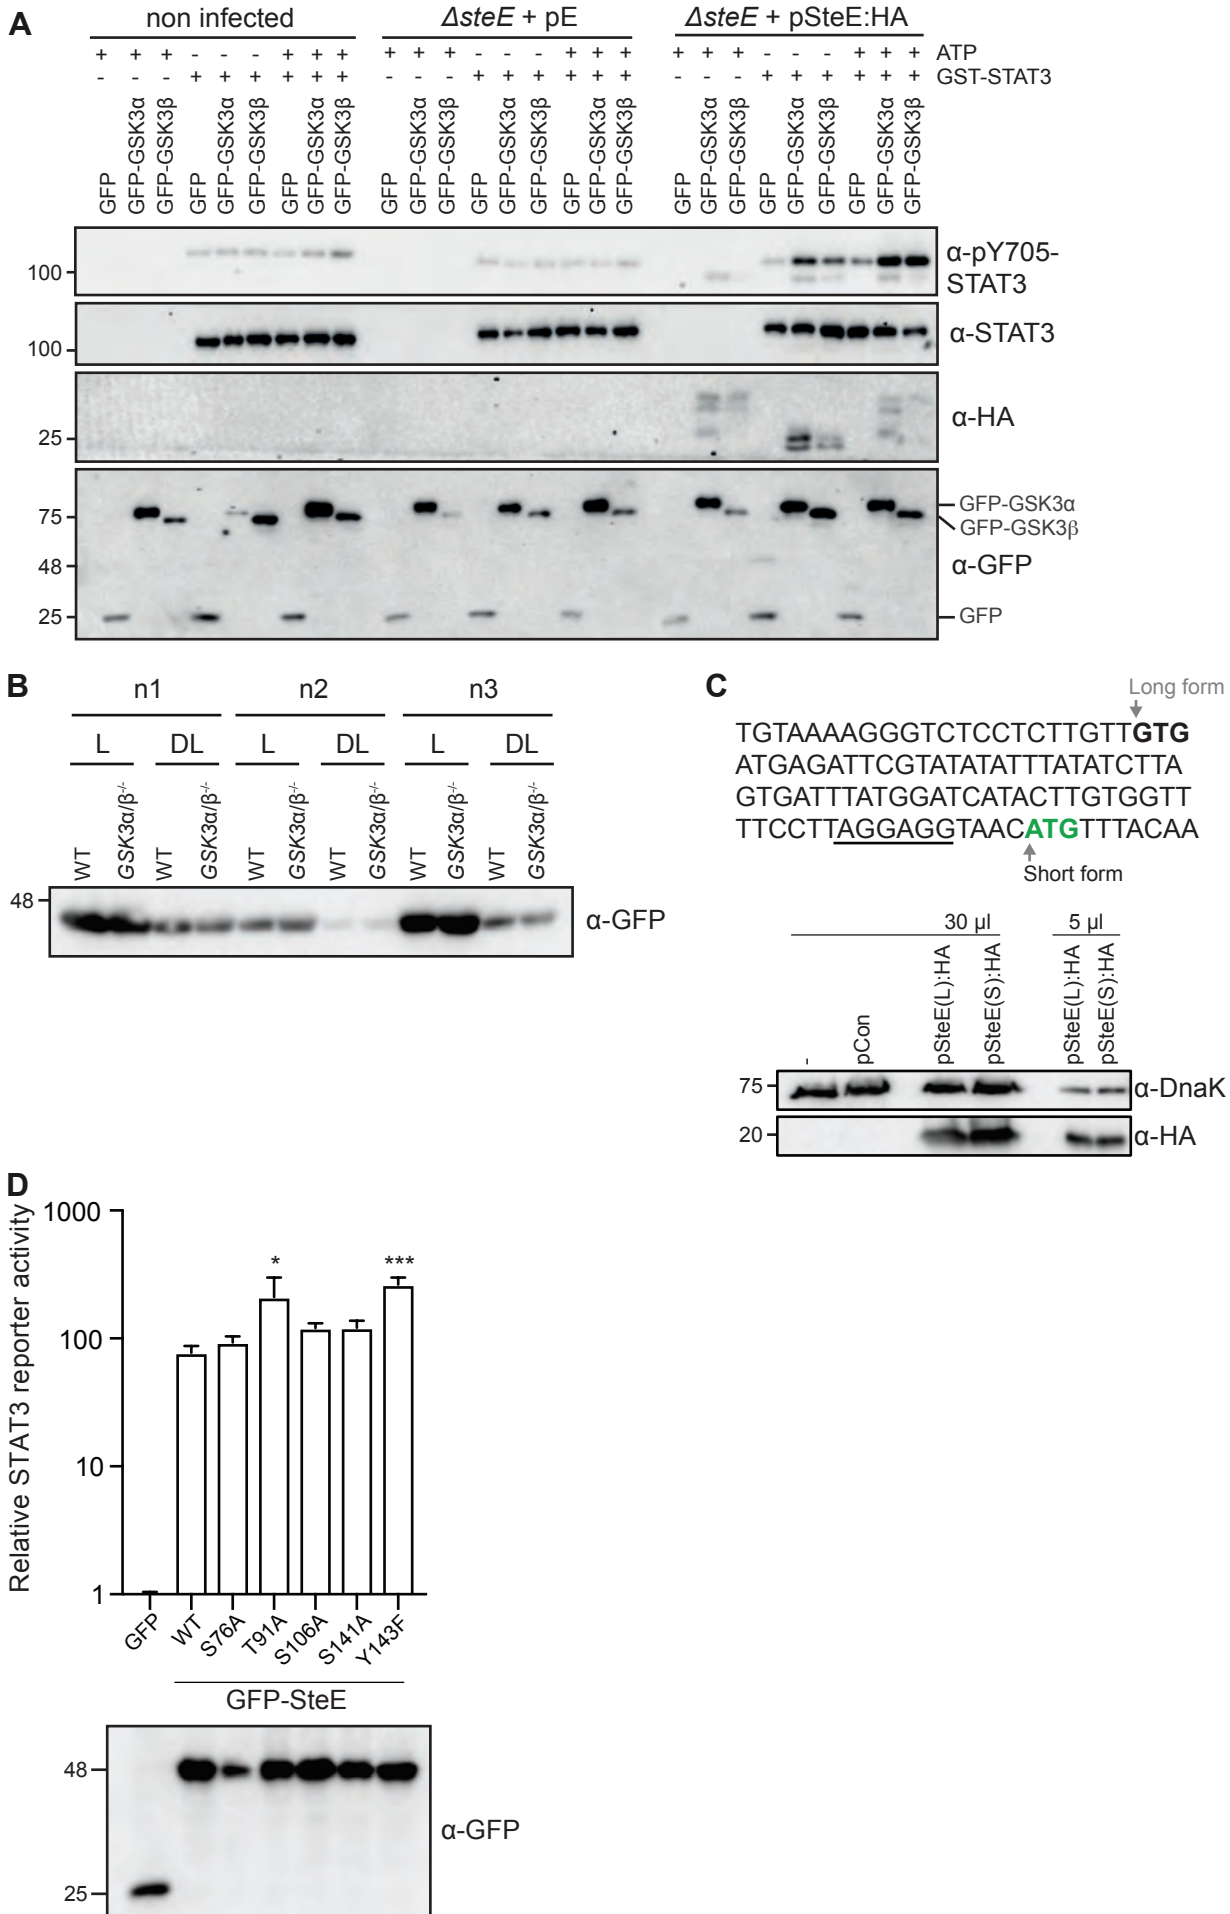 A
non infected
ΔsteE + pE
ΔsteE + pSteE:HA
+ + + - - - + + + + + + - - - + + + + + + - - - + + + ATP
- - - + + + + + + - - - + + + + + + - - - + + + + + + GST-STAT3
GFP GFP-GSK3α GFP-GSK3β GFP GFP-GSK3α GFP-GSK3β GFP GFP-GSK3α GFP-GSK3β GFP GFP-GSK3α GFP-GSK3β GFP GFP-GSK3α GFP-GSK3β GFP GFP-GSK3α GFP-GSK3β GFP GFP-GSK3α GFP-GSK3β GFP GFP-GSK3α GFP-GSK3β GFP GFP-GSK3α GFP-GSK3β
100
α-pY705-
STAT3
100
α-STAT3
25
α-HA
75
48
25
GFP-GSK3α
GFP-GSK3β
α-GFP
GFP
B
n1 n2 n3
L DL L DL L DL
WT GSK3α/β-/- WT GSK3α/β-/- WT GSK3α/β-/- WT GSK3α/β-/- WT GSK3α/β-/- WT GSK3α/β-/-
48
α-GFP
C
Long form
TGTAAAAGGGTCTCCTCTTGTTGTG
ATGAGATTCGTATATATTTATATCTTA
GTGATTTATGGATCATACTTGTGGTT
TTCCTTAGGAGGTAACATGTTTACAA
Short form
30 µl 5 µl
- pCon pSteE(L):HA pSteE(S):HA pSteE(L):HA pSteE(S):HA
75
α-DnaK
20
α-HA
D
Relative STAT3 reporter activity
1000
100
10
1
* ***
GFP WT S76A T91A S106A S141A Y143F
GFP-SteE
48
α-GFP
25